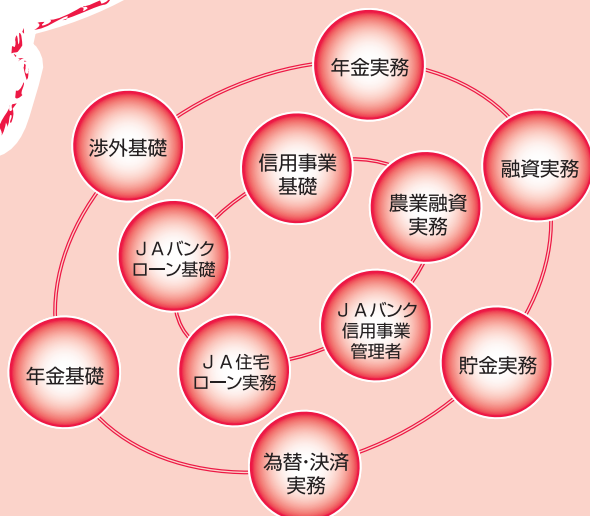 年金実務
渉外基礎
信用事業
基礎
融資実務
農業融資
実務
ＪＡバンク
ローン基礎
ＪＡバンク
信用事業
管理者
ＪＡ住宅
ローン実務
貯金実務
年金基礎
為替・決済
実務